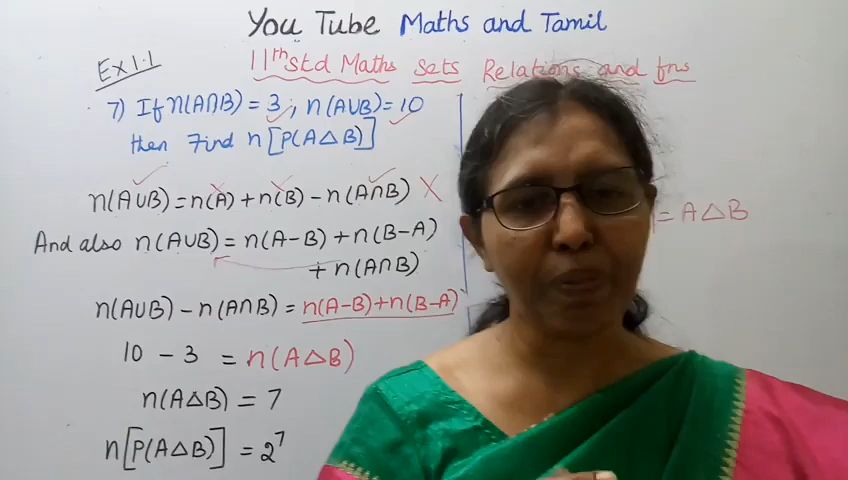 You Tube Maths and Tamil
Ex 1.1
11th std Maths Sets Relations and fns
7) If n(A∩B) = 3 ; n(A∪B) = 10
then Find n[P(A△B)]
n(A∪B) = n(A) + n(B) - n(A∩B) X
And also n(A∪B) = n(A-B) + n(B-A)
+ n(A∩B)
n(A∪B) - n(A∩B) = n(A-B) + n(B-A)
10 - 3 = n(A△B)
n(A△B) = 7
n[P(A△B)] = 2⁷
= A△B